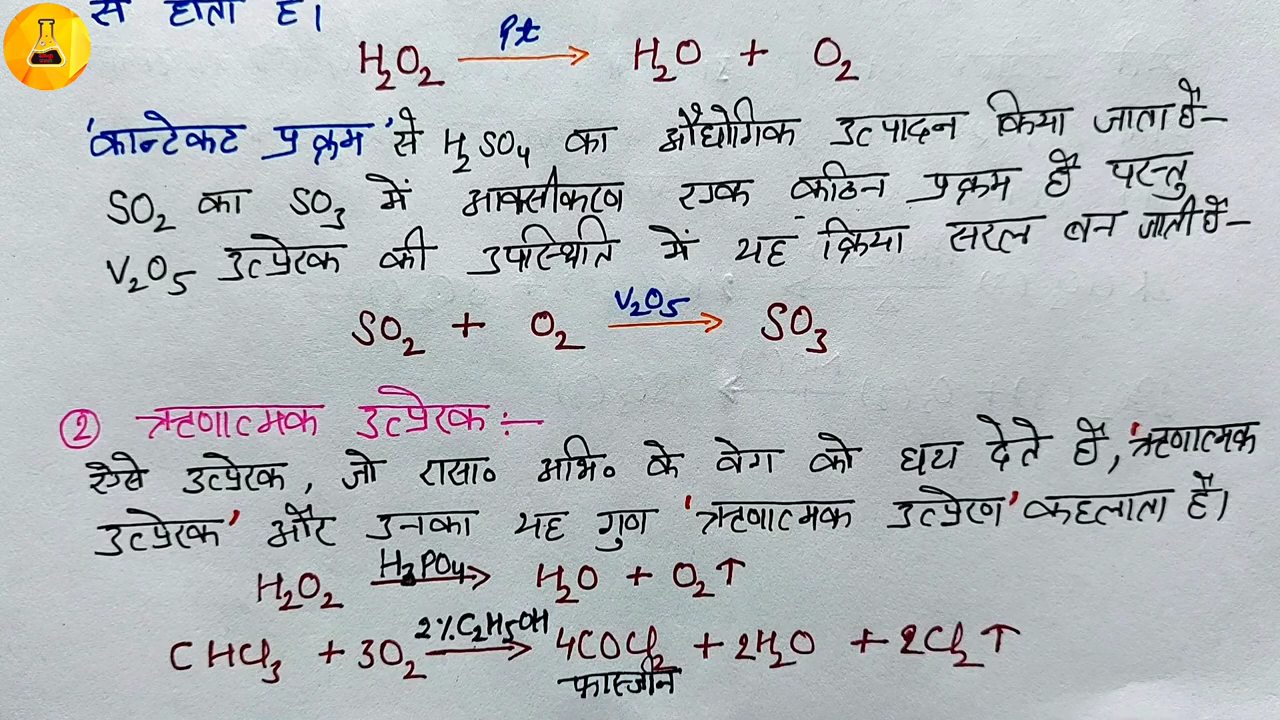 से होता है।
H₂O₂ —Pt→ H₂O + O₂
'कान्टेकट प्रक्रम' से H₂SO₄ का औद्योगिक उत्पादन किया जाता है-
SO₂ का SO₃ में आक्सीकरण एक कठिन प्रक्रम है परन्तु
V₂O₅ उत्प्रेरक की उपस्थिति में यह क्रिया सरल बन जाती है-
SO₂ + O₂ —V₂O₅→ SO₃
② ऋणात्मक उत्प्रेरक:-
ऐसे उत्प्रेरक, जो रासा० अभि० के वेग को घटा देते हैं, 'ऋणात्मक
उत्प्रेरक' और उनका यह गुण 'ऋणात्मक उत्प्रेरण' कहलाता है।
H₂O₂ —H₃PO₄→ H₂O + O₂↑
CHCl₃ + 3O₂ —2% C₂H₅OH→ 4COCl₂ + 2H₂O + 2Cl₂↑
फास्जीन